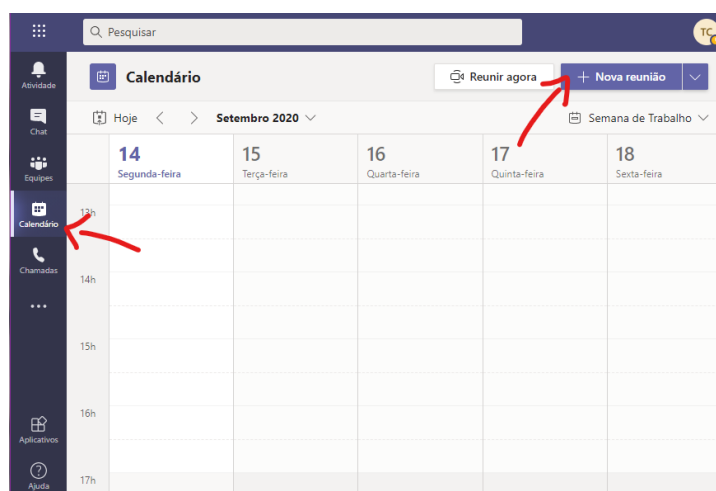 Pesquisar
TC
Atividade
Chat
Equipes
Calendário
Chamadas
Aplicativos
Ajuda
Calendário
Reunir agora
Nova reunião
Hoje
Setembro 2020
Semana de Trabalho
14
Segunda-feira
15
Terça-feira
16
Quarta-feira
17
Quinta-feira
18
Sexta-feira
13h
14h
15h
16h
17h